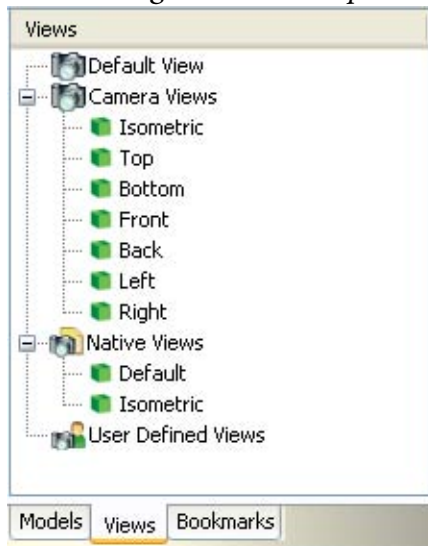 Views
Default View
Camera Views
Isometric
Top
Bottom
Front
Back
Left
Right
Native Views
Default
Isometric
User Defined Views
Models Views Bookmarks